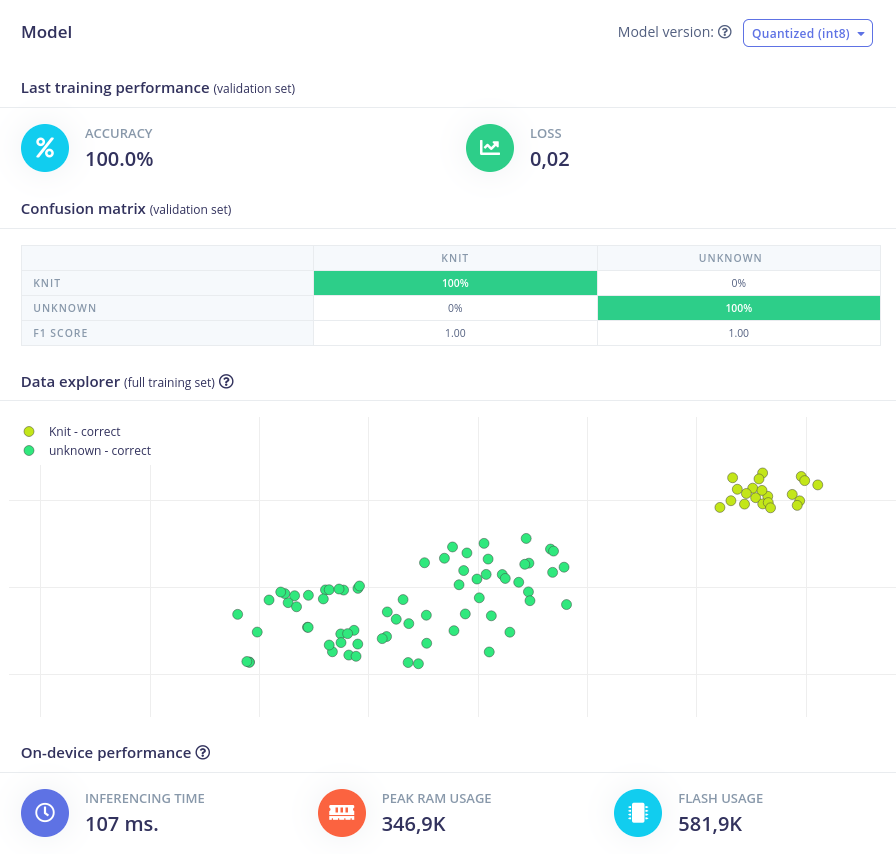 Model
Model version: Quantized (int8)
Last training performance (validation set)
ACCURACY
100.0%
LOSS
0,02
Confusion matrix (validation set)
KNIT UNKNOWN
KNIT 100% 0%
UNKNOWN 0% 100%
F1 SCORE 1.00 1.00
Data explorer (full training set)
Knit - correct
unknown - correct
On-device performance
INFERENCING TIME
107 ms.
PEAK RAM USAGE
346,9K
FLASH USAGE
581,9K